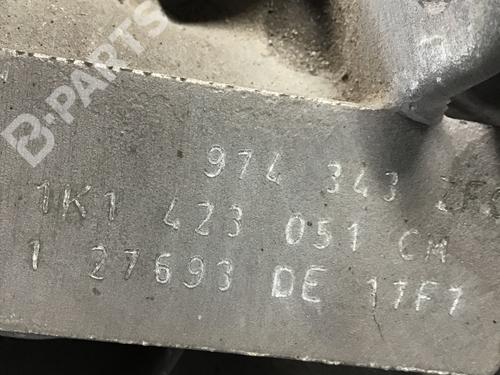 B-PARTS
974 343
1K1 423 051 CM
1 27693 DE 11F1